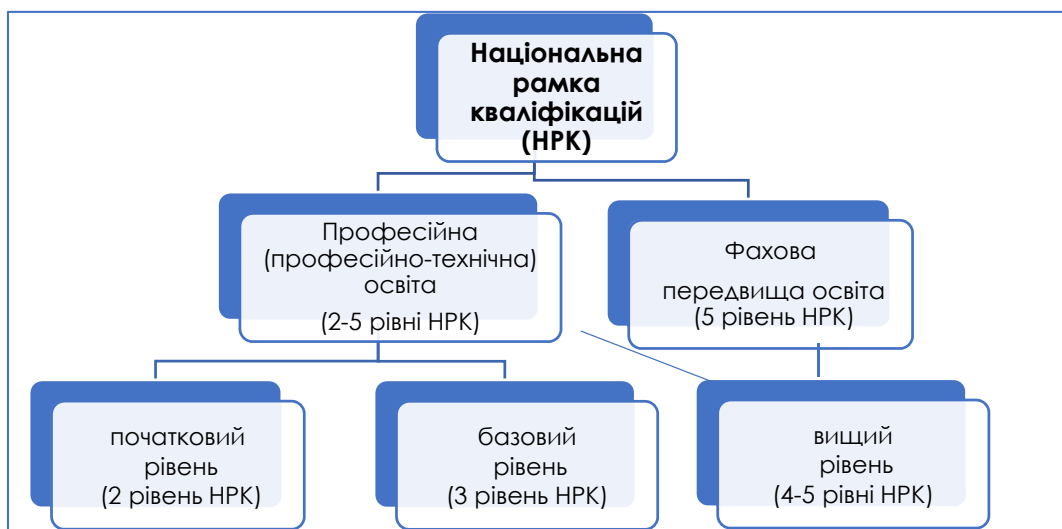 Національна
рамка
кваліфікацій
(НРК)
Професійна
(професійно-технічна)
освіта
(2-5 рівні НРК)
Фахова
передвища освіта
(5 рівень НРК)
початковий
рівень
(2 рівень НРК)
базовий
рівень
(3 рівень НРК)
вищий
рівень
(4-5 рівні НРК)